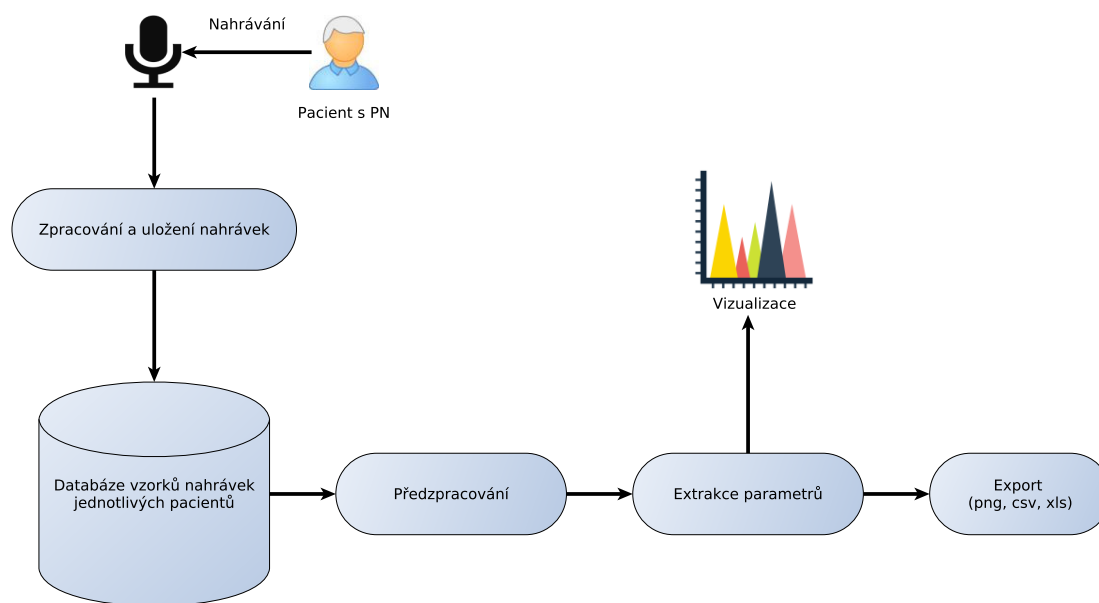 Nahrávání
Pacient s PN
Zpracování a uložení nahrávek
Vizualizace
Databáze vzorků nahrávek
jednotlivých pacientů
Předzpracování
Extrakce parametrů
Export
(png, csv, xls)